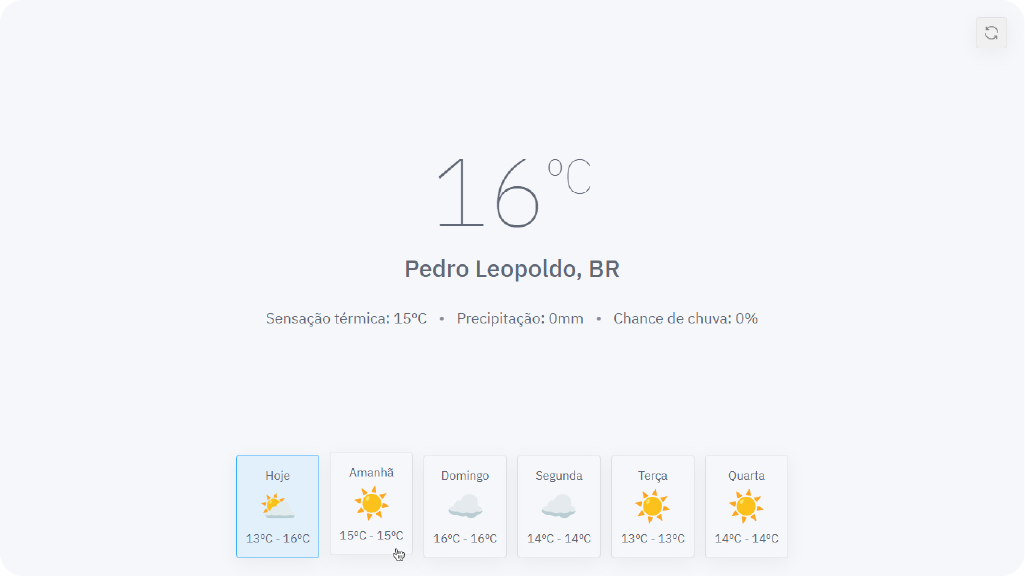 16ºC
Pedro Leopoldo, BR
Sensação térmica: 15ºC • Precipitação: 0mm • Chance de chuva: 0%
Hoje
13ºC - 16ºC
Amanhã
15ºC - 15ºC
Domingo
16ºC - 16ºC
Segunda
14ºC - 14ºC
Terça
13ºC - 13ºC
Quarta
14ºC - 14ºC